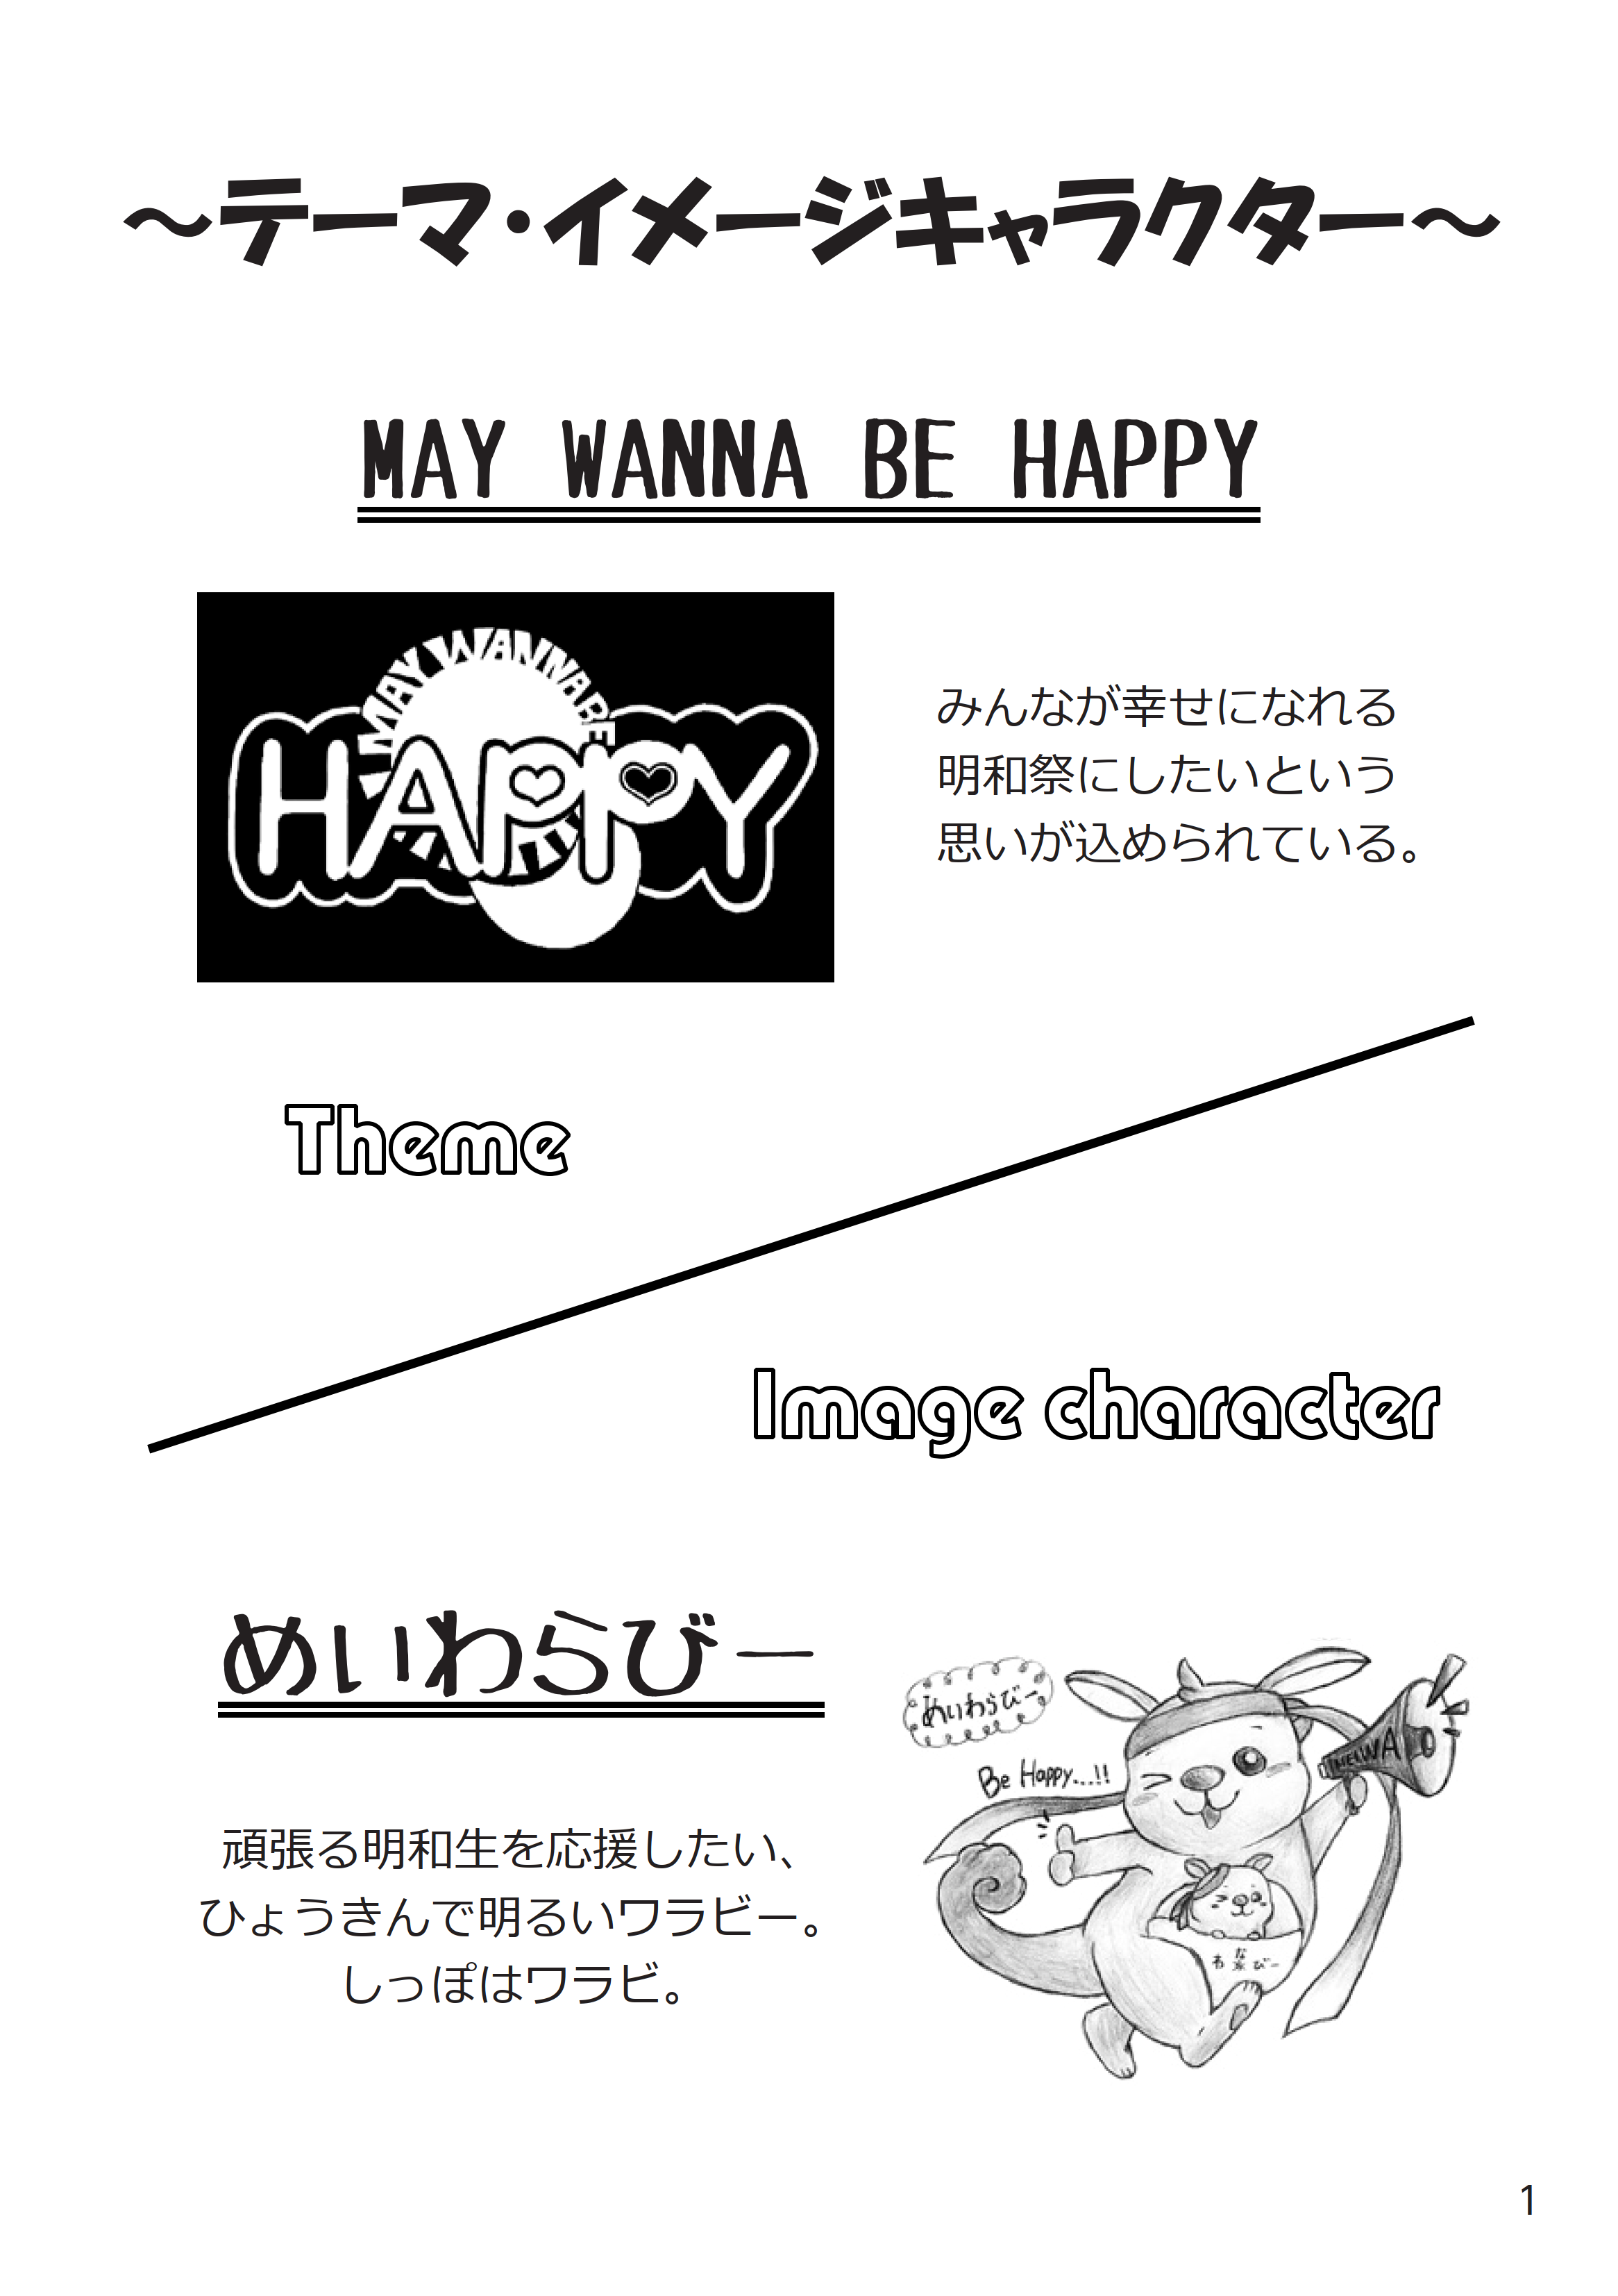 ～テーマ・イメージキャラクター～
MAY WANNA BE HAPPY
MAY WANNA BE
HAPPY
みんなが幸せになれる
明和祭にしたいという
思いが込められている。
Theme
Image character
めいわらびー
頑張る明和生を応援したい、
ひょうきんで明るいワラビー。
しっぽはワラビ。
めいわらびー
Be Happy...!!
MEIWA
1